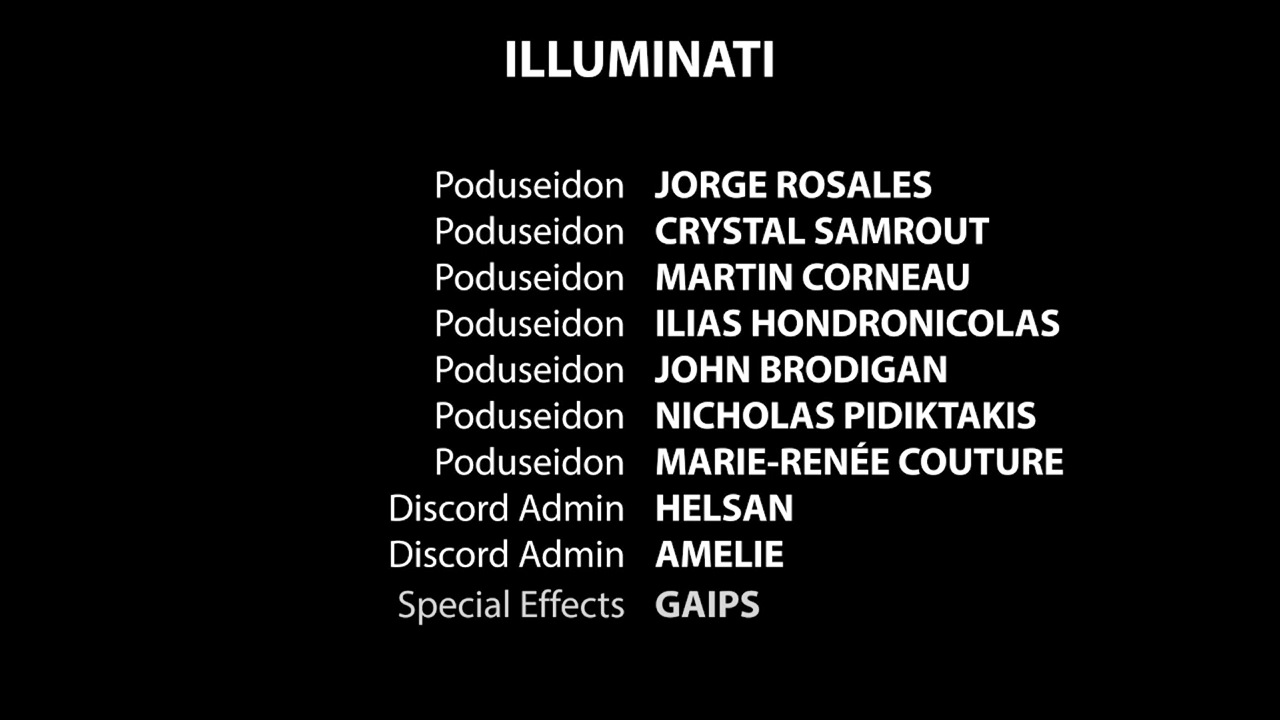 ILLUMINATI
Poduseidon JORGE ROSALES
Poduseidon CRYSTAL SAMROUT
Poduseidon MARTIN CORNEAU
Poduseidon ILIAS HONDRONICOLAS
Poduseidon JOHN BRODIGAN
Poduseidon NICHOLAS PIDIKTAKIS
Poduseidon MARIE-RENÉE COUTURE
Discord Admin HELSAN
Discord Admin AMELIE
Special Effects GAIPS